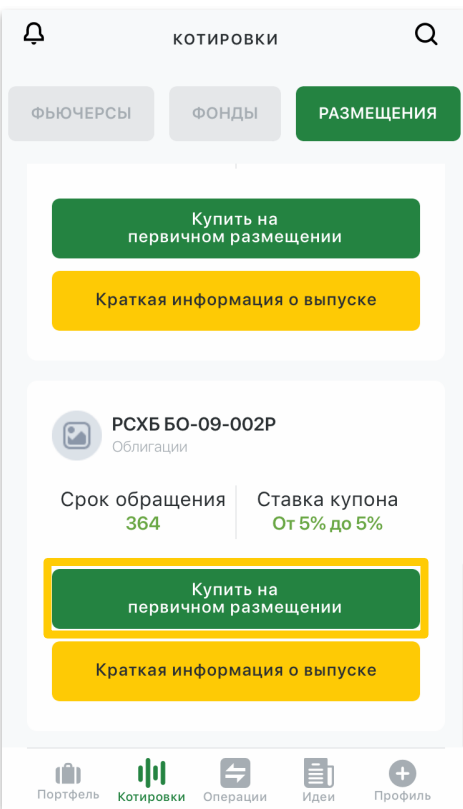 КОТИРОВКИ
ФЬЮЧЕРСЫ
ФОНДЫ
РАЗМЕЩЕНИЯ
Купить на
первичном размещении
Краткая информация о выпуске
РСХБ БО-09-002Р
Облигации
Срок обращения
364
Ставка купона
От 5% до 5%
Купить на
первичном размещении
Краткая информация о выпуске
Портфель
Котировки
Операции
Идеи
Профиль